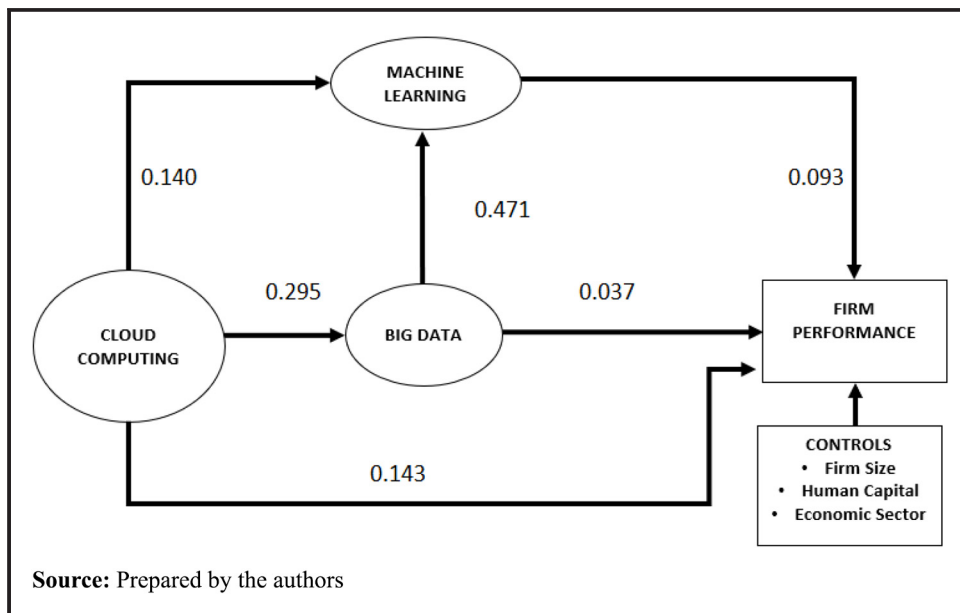 MACHINE
LEARNING
0.140
0.093
0.471
0.295
0.037
CLOUD
COMPUTING
BIG DATA
FIRM
PERFORMANCE
0.143
CONTROLS
• Firm Size
• Human Capital
• Economic Sector
Source: Prepared by the authors